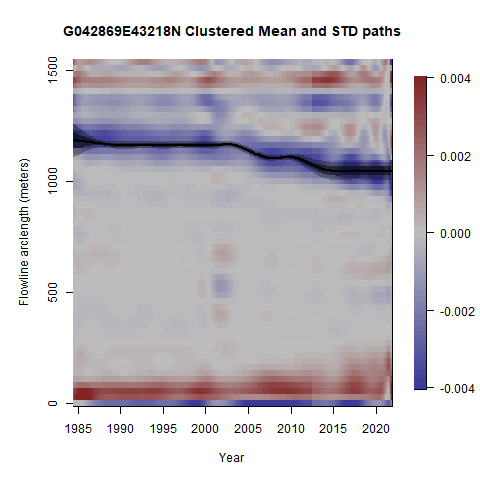 G042869E43218N Clustered Mean and STD paths
Flowline arclength (meters)
1500
1000
500
0
1985 1990 1995 2000 2005 2010 2015 2020
Year
0.004
0.002
0.000
-0.002
-0.004